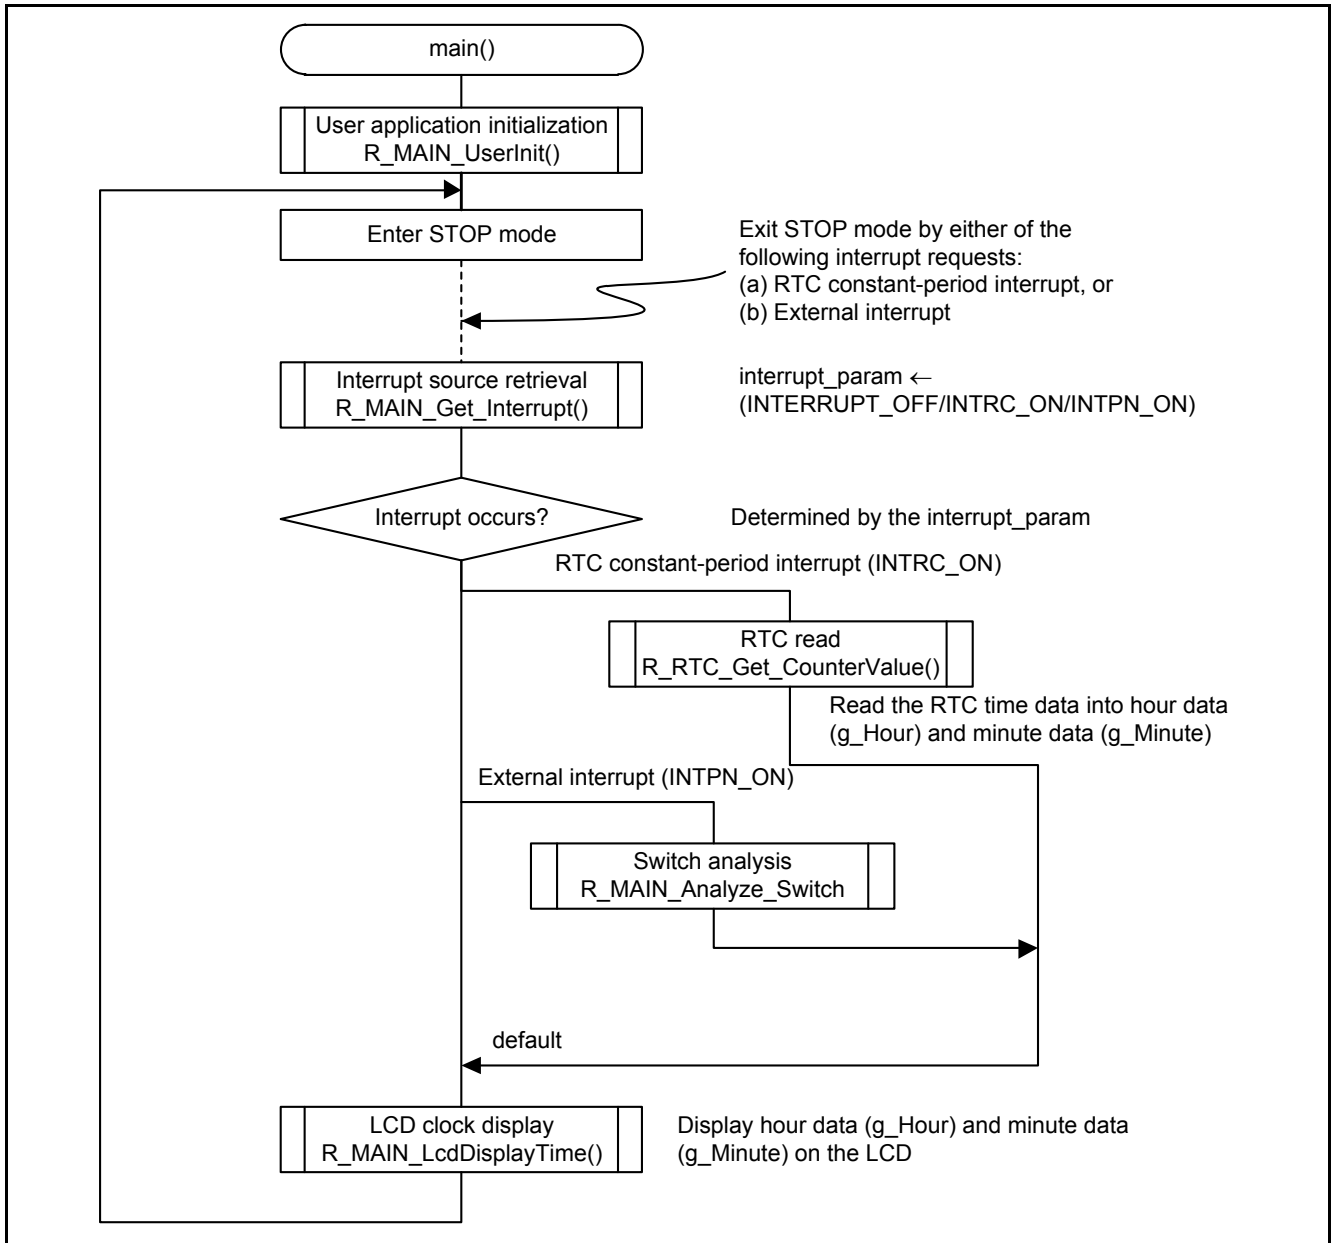 main()
User application initialization
R_MAIN_UserInit()
Enter STOP mode
Exit STOP mode by either of the
following interrupt requests:
(a) RTC constant-period interrupt, or
(b) External interrupt
Interrupt source retrieval
R_MAIN_Get_Interrupt()
interrupt_param ←
(INTERRUPT_OFF/INTRC_ON/INTPN_ON)
Interrupt occurs?
Determined by the interrupt_param
RTC constant-period interrupt (INTRC_ON)
RTC read
R_RTC_Get_CounterValue()
Read the RTC time data into hour data
(g_Hour) and minute data (g_Minute)
External interrupt (INTPN_ON)
Switch analysis
R_MAIN_Analyze_Switch
default
LCD clock display
R_MAIN_LcdDisplayTime()
Display hour data (g_Hour) and minute data
(g_Minute) on the LCD